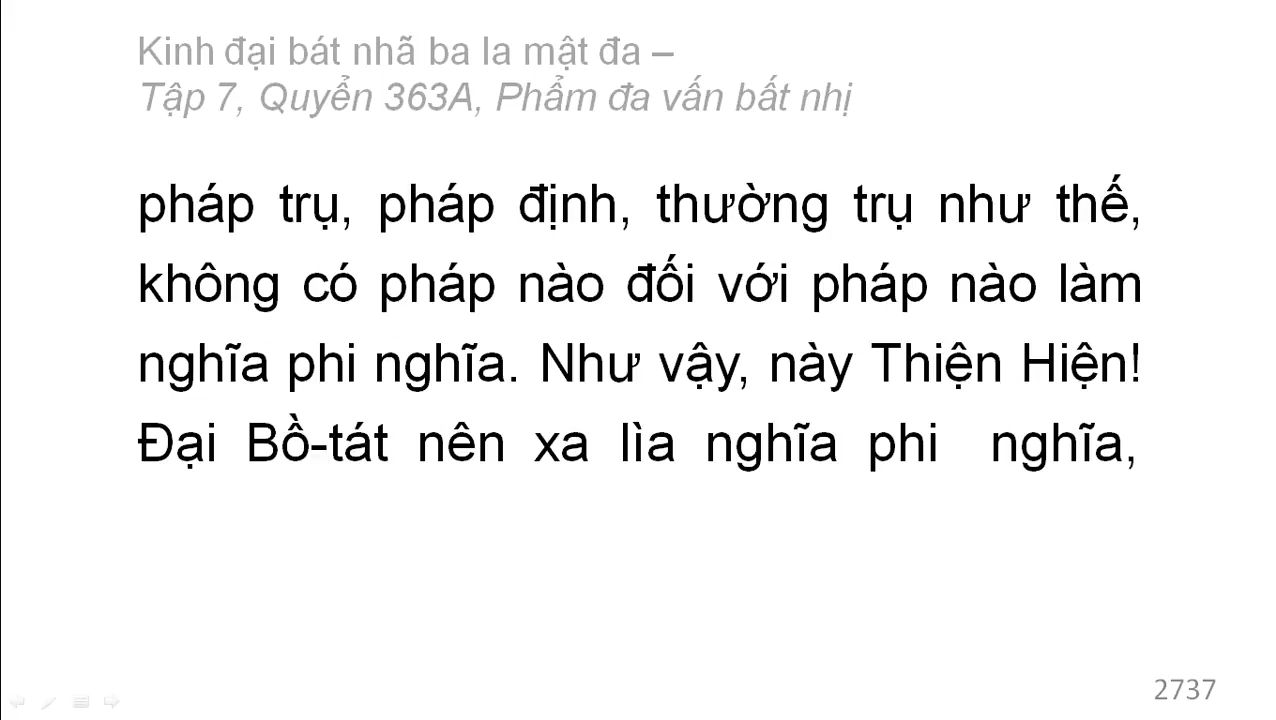 Kinh đại bát nhã ba la mật đa –
Tập 7, Quyển 363A, Phẩm đa vấn bất nhị
pháp trụ, pháp định, thường trụ như thế,
không có pháp nào đối với pháp nào làm
nghĩa phi nghĩa. Như vậy, này Thiện Hiện!
Đại Bồ-tát nên xa lìa nghĩa phi nghĩa,
2737